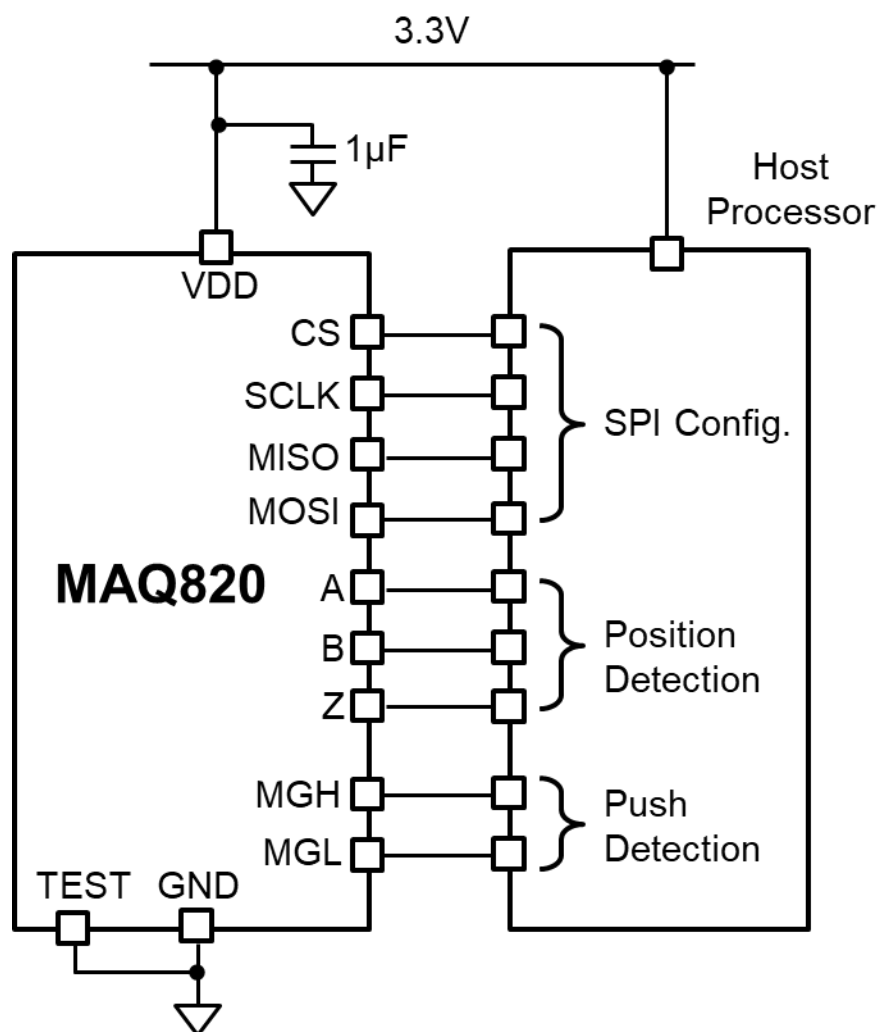 3.3V
1µF
Host
Processor
VDD
CS
SCLK
MISO
MOSI
SPI Config.
MAQ820
A
B
Z
Position
Detection
MGH
MGL
Push
Detection
TEST
GND